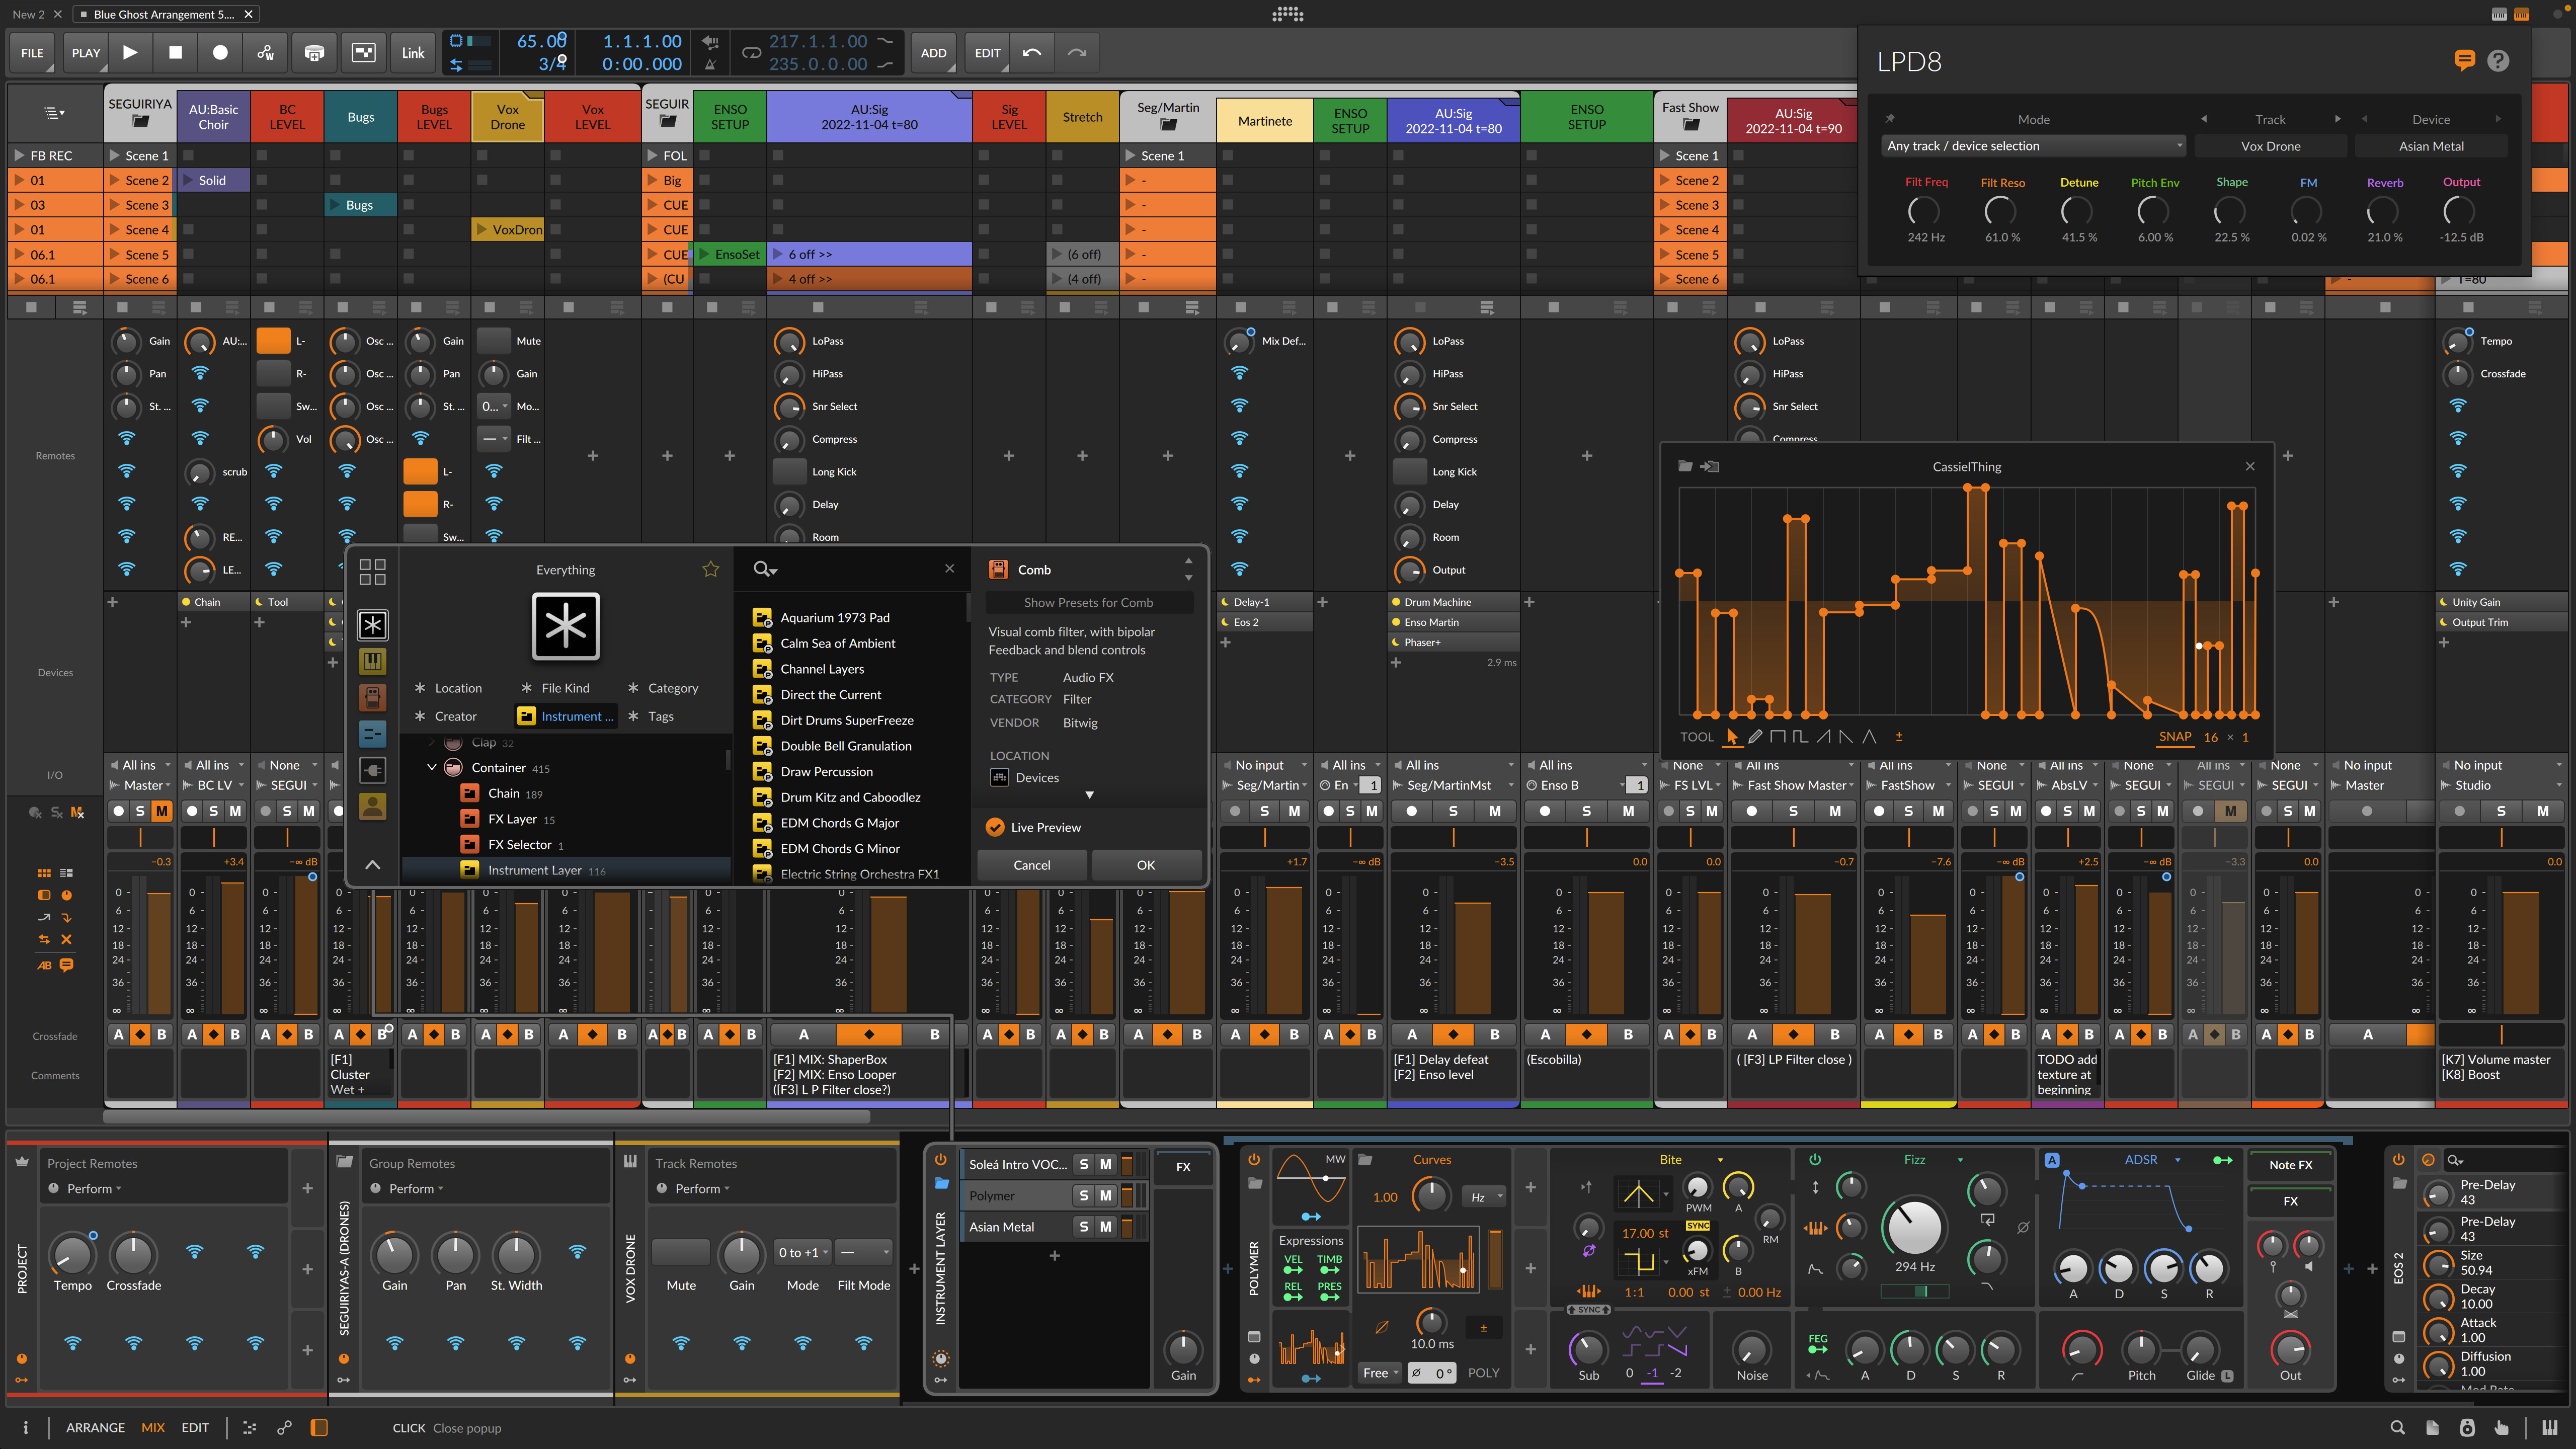 New 2
Blue Ghost Arrangement 5....
FILE
PLAY
Link
65.00
3/4
1.1.1.00
0:00.000
217.1.1.00
235.0.0.00
ADD
EDIT
LPD8
Mode
Track
Device
Any track / device selection
Vox Drone
Asian Metal
Filt Freq
Filt Reso
Detune
Pitch Env
Shape
FM
Reverb
Output
242 Hz
61.0 %
41.5 %
6.00 %
22.5 %
0.02 %
21.0 %
-12.5 dB
SEGUIRIYA
AU:Basic Choir
BC LEVEL
Bugs
Bugs LEVEL
Vox Drone
Vox LEVEL
SEGUIR
ENSO SETUP
AU:Sig 2022-11-04 t=80
Sig LEVEL
Stretch
Seg/Martin
Martinete
ENSO SETUP
AU:Sig 2022-11-04 t=80
ENSO SETUP
Fast Show
AU:Sig 2022-11-04 t=90
FB REC
Scene 1
FOL
Scene 1
Scene 1
01
Scene 2
Solid
Big
-
Scene 2
03
Scene 3
Bugs
CUE
-
Scene 3
01
Scene 4
VoxDron
CUE
-
Scene 4
06.1
Scene 5
CUE
EnsoSet
6 off >>
(6 off)
-
Scene 5
06.1
Scene 6
(CU
4 off >>
(4 off)
-
Scene 6
T=80
Remotes
Gain
Pan
St. ...
AU:...
scrub
RE...
LE...
L-
R-
Sw...
Vol
Osc ...
Osc ...
Osc ...
Osc ...
Gain
Pan
St. ...
L-
R-
Sw...
Mute
Gain
0... Mo...
Filt ...
LoPass
HiPass
Snr Select
Compress
Long Kick
Delay
Room
Mix Def...
LoPass
HiPass
Snr Select
Compress
Long Kick
Delay
Room
Output
LoPass
HiPass
Snr Select
Compress
Tempo
Crossfade
CassielThing
TOOL
SNAP 16 × 1
Everything
Location
File Kind
Category
Creator
Instrument ...
Tags
Clap 32
Container 415
Chain 189
FX Layer 15
FX Selector 1
Instrument Layer 116
Aquarium 1973 Pad
Calm Sea of Ambient
Channel Layers
Direct the Current
Dirt Drums SuperFreeze
Double Bell Granulation
Draw Percussion
Drum Kitz and Caboodlez
EDM Chords G Major
EDM Chords G Minor
Electric String Orchestra FX1
Comb
Show Presets for Comb
Visual comb filter, with bipolar
Feedback and blend controls
TYPE Audio FX
CATEGORY Filter
VENDOR Bitwig
LOCATION
Devices
Live Preview
Cancel
OK
Devices
Chain
Tool
Delay-1
Eos 2
Drum Machine
Enso Martin
Phaser+
2.9 ms
Unity Gain
Output Trim
I/O
All ins
Master
All ins
BC LV
None
SEGUI
No input
Seg/Martin
All ins
En 1
All ins
Seg/MartinMst
All ins
Enso B 1
None
FS LVL
All ins
Fast Show Master
All ins
FastShow
None
SEGUI
All ins
AbsLV
None
SEGUI
All ins
SEGUI
None
SEGUI
No input
Master
No input
Studio
S M
-0.3
+3.4
-∞ dB
+1.7
-∞ dB
-3.5
0.0
0.0
-0.7
-7.6
-∞ dB
+2.5
-∞ dB
-3.3
0.0
0.0
0
6
12
18
24
36
∞
AB
Crossfade
A B
Comments
[F1]
Cluster
Wet +
[F1] MIX: ShaperBox
[F2] MIX: Enso Looper
([F3] L P Filter close?)
[F1] Delay defeat
[F2] Enso level
(Escobilla)
( [F3] LP Filter close )
TODO add
texture at
beginning
[K7] Volume master
[K8] Boost
PROJECT
Project Remotes
Perform
Tempo
Crossfade
SEGUIRIYAS-A (DRONES)
Group Remotes
Perform
Gain
Pan
St. Width
VOX DRONE
Track Remotes
Perform
Mute
Gain
0 to +1
Mode
Filt Mode
INSTRUMENT LAYER
Soleá Intro VOC... S M
Polymer S M
Asian Metal S M
FX
Gain
POLYMER
MW
Expressions
VEL TIMB
REL PRES
Curves
1.00
Hz
10.0 ms
±
Free
0 °
POLY
Bite
PWM
A
17.00 st
SYNC
xFM
B
RM
1:1
0.00 st
± 0.00 Hz
SYNC
Sub
0 -1 -2
Noise
Fizz
294 Hz
FEG
A
D
S
R
A
ADSR
A
D
S
R
Pitch
Glide L
Note FX
FX
Out
EOS 2
Pre-Delay
43
Pre-Delay
43
Size
50.94
Decay
10.00
Attack
1.00
Diffusion
1.00
i
ARRANGE
MIX
EDIT
CLICK Close popup